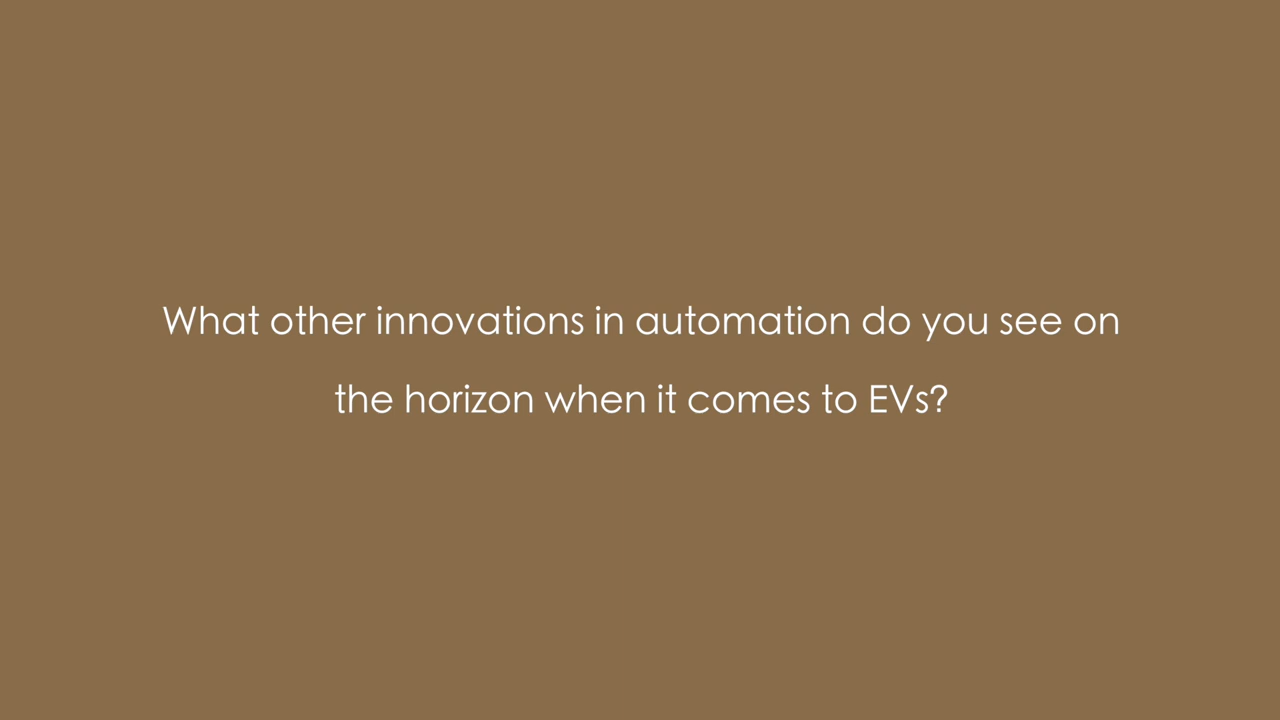 What other innovations in automation do you see on
the horizon when it comes to EVs?